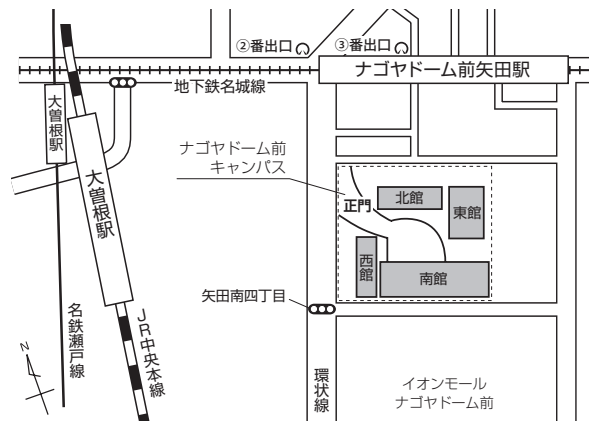 ②番出口
③番出口
ナゴヤドーム前矢田駅
地下鉄名城線
大曽根駅
大曽根駅
ナゴヤドーム前
キャンパス
正門
北館
東館
西館
南館
矢田南四丁目
名鉄瀬戸線
JR中央本線
環状線
イオンモール
ナゴヤドーム前
N